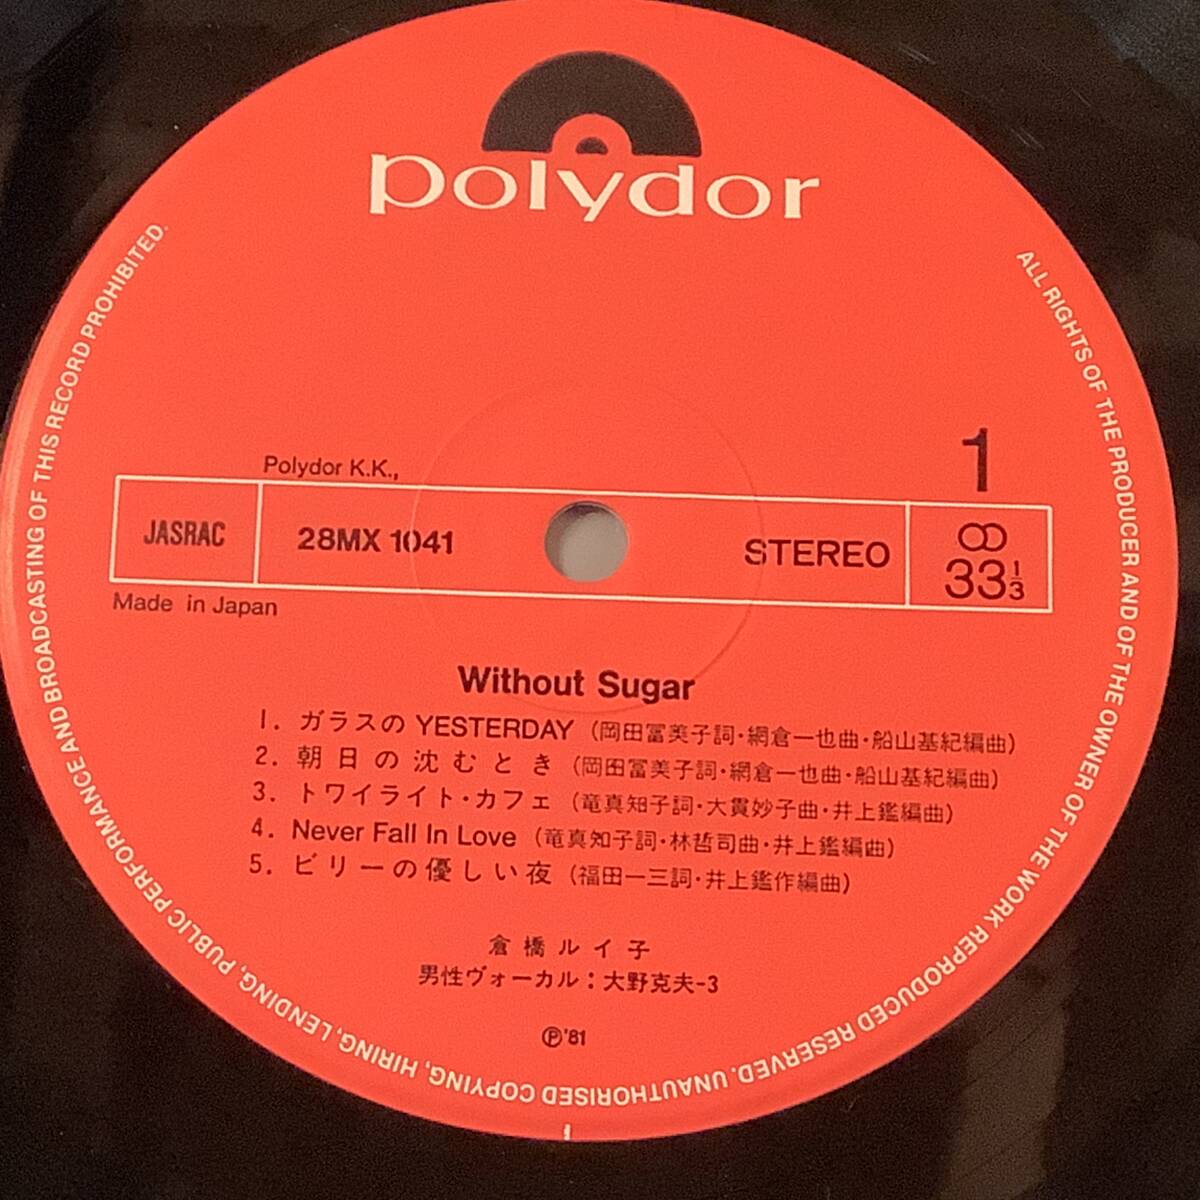 polydor
1
Polydor K.K.,
JASRAC
28MX 1041
STEREO
33⅓
Made in Japan
Without Sugar
1. ガラスの YESTERDAY (岡田冨美子詞・網倉一也曲・船山基紀編曲)
2. 朝日の沈むとき (岡田冨美子詞・網倉一也曲・船山基紀編曲)
3. トワイライト・カフェ (竜真知子詞・大貫妙子曲・井上鑑編曲)
4. Never Fall In Love (竜真知子詞・林哲司曲・井上鑑編曲)
5. ビリーの優しい夜 (福田一三詞・井上鑑作編曲)
倉橋ルイ子
男性ヴォーカル：大野克夫-3
Ⓟ'81
ALL RIGHTS OF THE PRODUCER AND OF THE OWNER OF THE WORK REPRODUCED RESERVED. UNAUTHORISED COPYING, HIRING, LENDING, PUBLIC PERFORMANCE AND BROADCASTING OF THIS RECORD PROHIBITED.